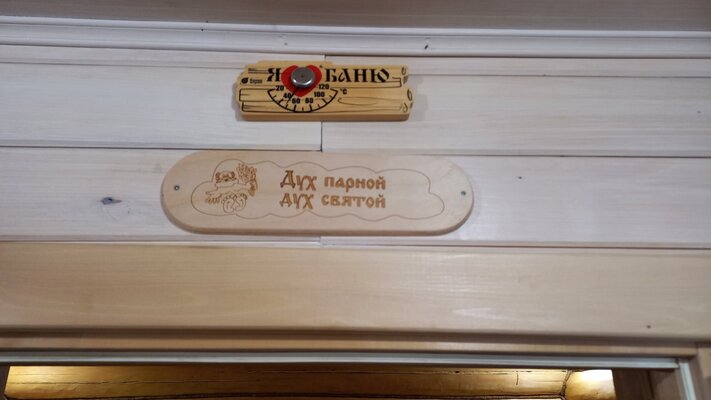 Я БАНЮ
20 40 60 80 100 120 °C
Дух парной
дух святой